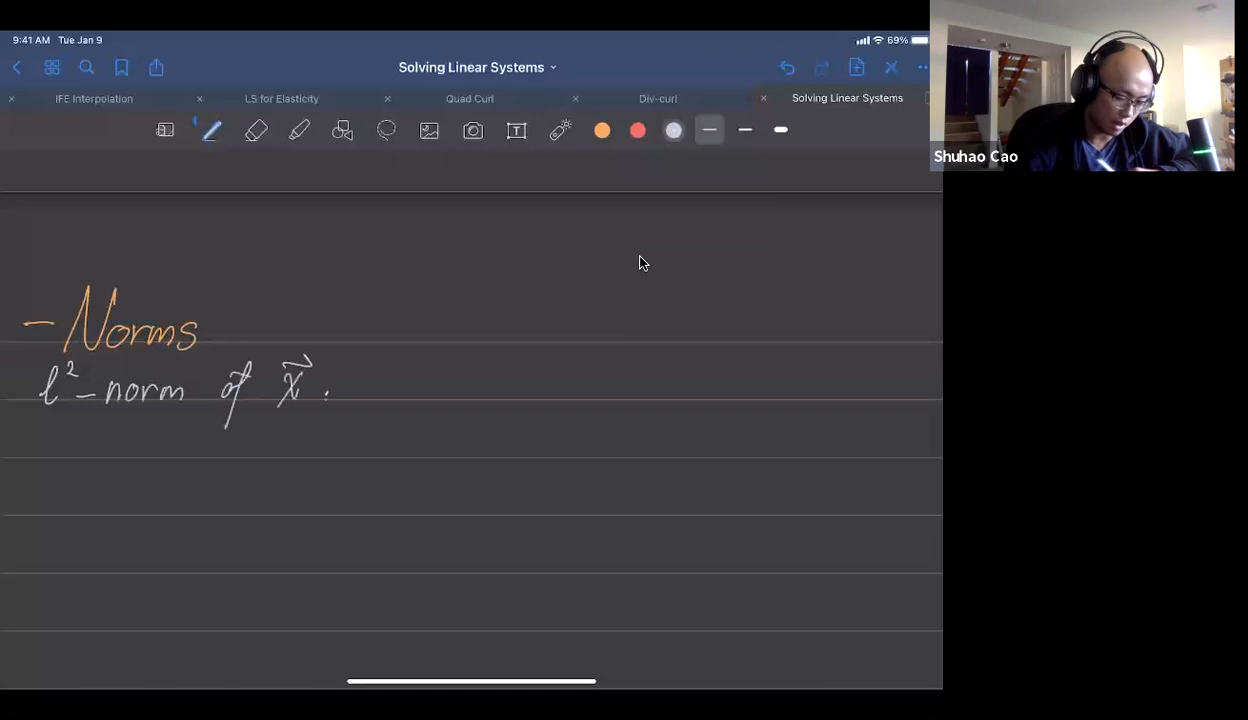 9:41 AM Tue Jan 9
69%
Solving Linear Systems
IFE Interpolation
LS for Elasticity
Quad Curl
Div-curl
Solving Linear Systems
Shuhao Cao
- Norms
l²-norm of x⃗ :